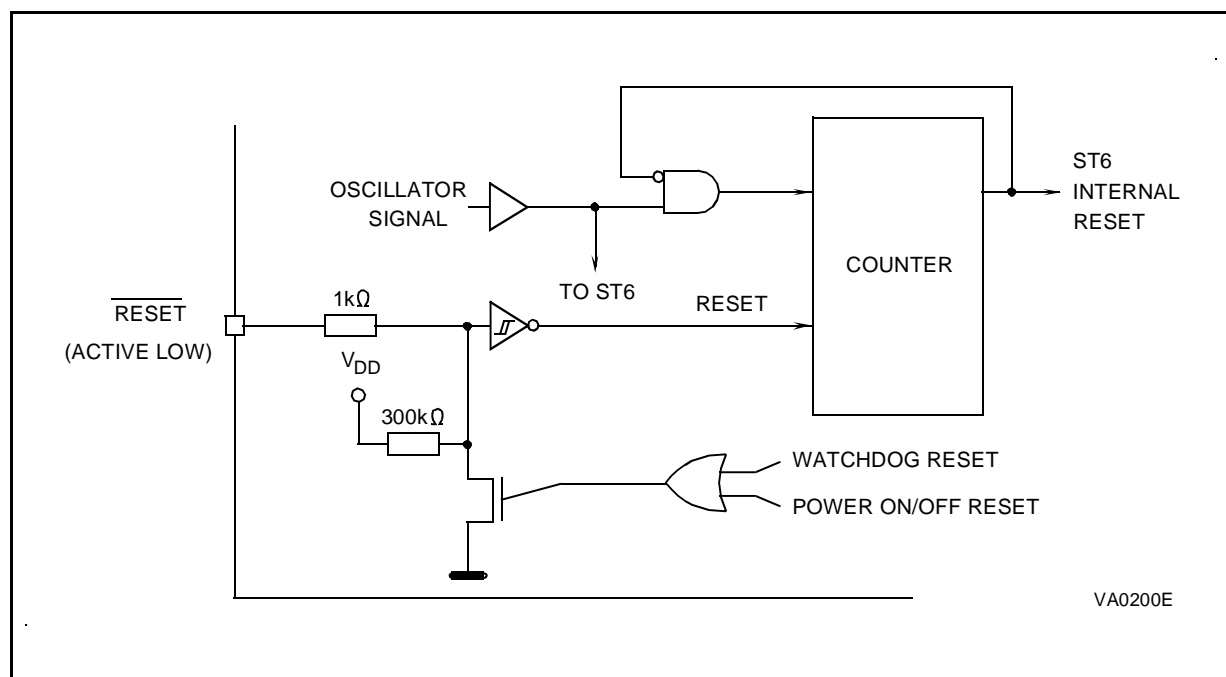 OSCILLATOR
SIGNAL
TO ST6
COUNTER
ST6
INTERNAL
RESET
RESET
(ACTIVE LOW)
1kΩ
VDD
300kΩ
RESET
WATCHDOG RESET
POWER ON/OFF RESET
VA0200E